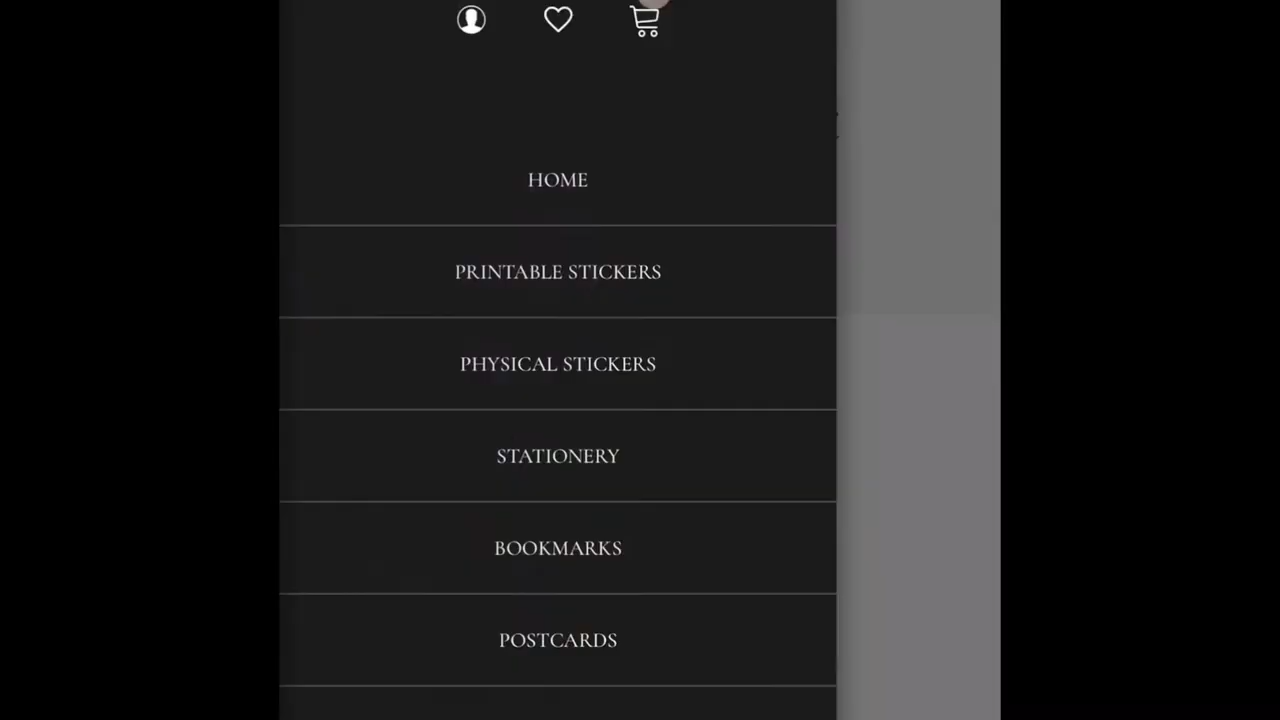 HOME
PRINTABLE STICKERS
PHYSICAL STICKERS
STATIONERY
BOOKMARKS
POSTCARDS